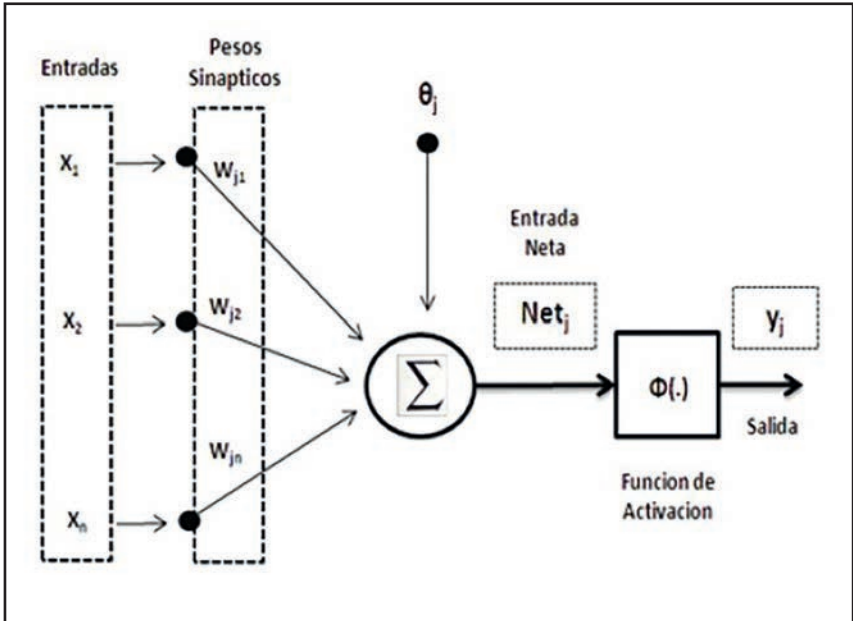 Entradas
Pesos
Sinapticos
θj
X1
Wj1
X2
Wj2
Xn
Wjn
Σ
Entrada
Neta
Netj
Φ(.)
yj
Salida
Funcion de
Activacion